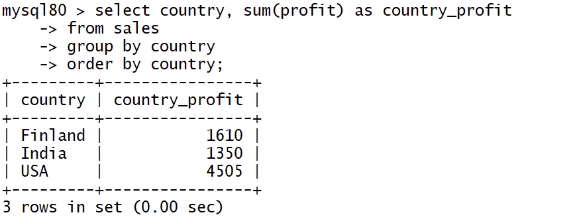 mysql80 > select country, sum(profit) as country_profit
    -> from sales
    -> group by country
    -> order by country;
+---------+----------------+
| country | country_profit |
+---------+----------------+
| Finland |           1610 |
| India   |           1350 |
| USA     |           4505 |
+---------+----------------+
3 rows in set (0.00 sec)